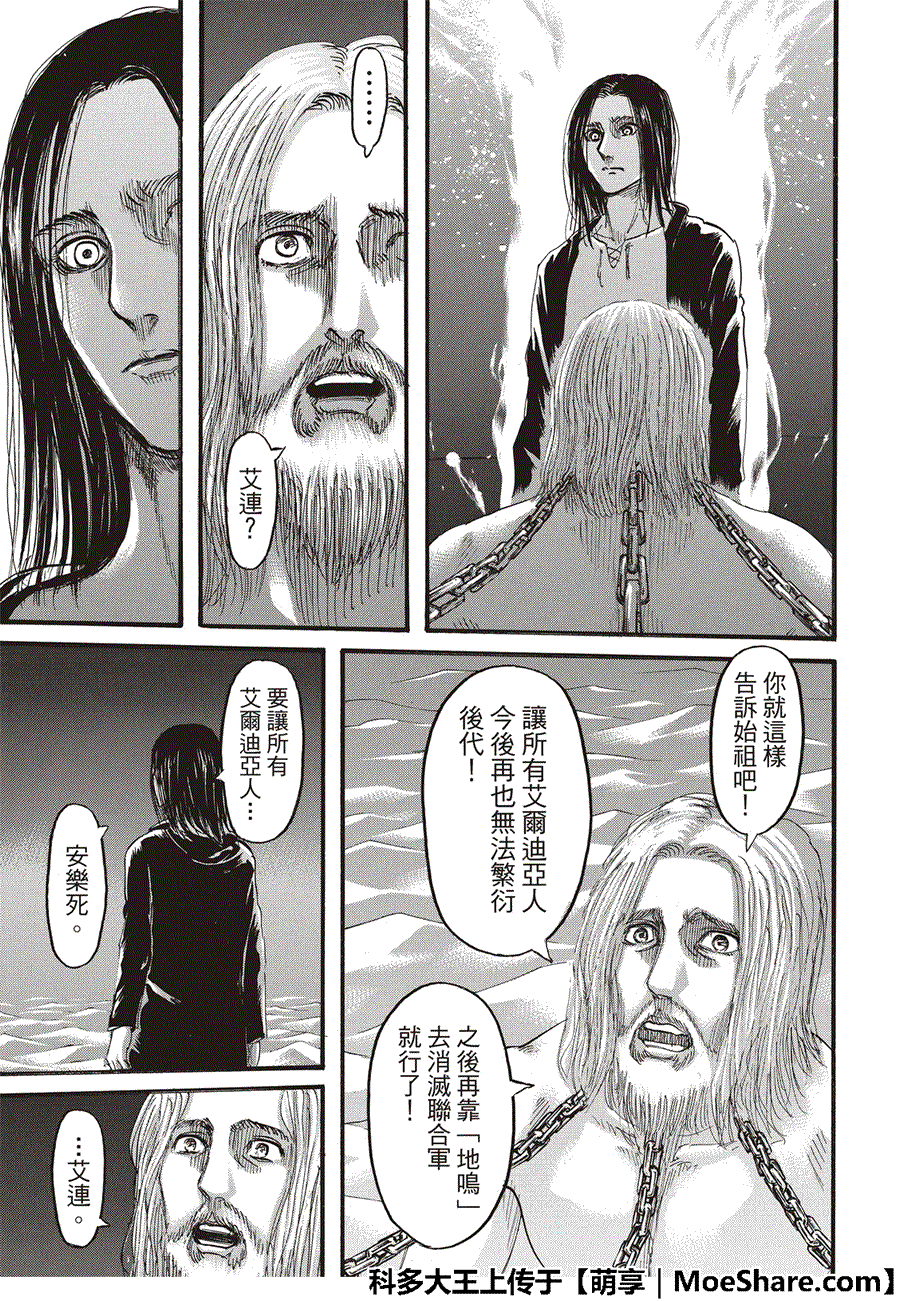 ……
艾連？
你就這樣
告訴始祖吧！
讓所有艾爾迪亞人
今後再也無法繁衍
後代！
之後再靠「地鳴」
去消滅聯合軍
就行了！
要讓所有
艾爾迪亞人…
安樂死。
…艾連。
科多大王上传于【萌享｜MoeShare.com】